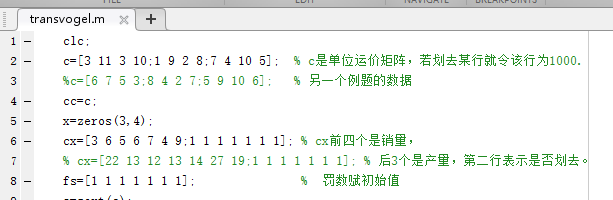 FILE EDIT NAVIGATE BREAKPOINTS
transvogel.m × +
1 – clc;
2 – c=[3 11 3 10;1 9 2 8;7 4 10 5]; % c是单位运价矩阵，若划去某行就令该行为1000.
3 %c=[6 7 5 3;8 4 2 7;5 9 10 6]; % 另一个例题的数据
4 – cc=c;
5 – x=zeros(3,4);
6 – cx=[3 6 5 6 7 4 9;1 1 1 1 1 1 1]; % cx前四个是销量，
7 % cx=[22 13 12 13 14 27 19;1 1 1 1 1 1 1]; % 后3个是产量，第二行表示是否划去。
8 – fs=[1 1 1 1 1 1 1]; % 罚数赋初始值